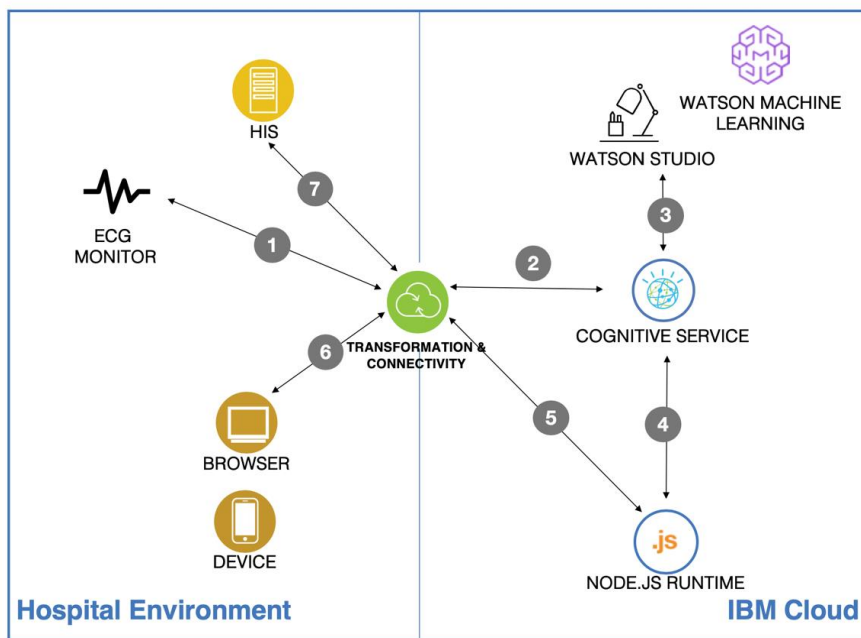 HIS
7
ECG
MONITOR
1
TRANSFORMATION &
CONNECTIVITY
6
BROWSER
DEVICE
Hospital Environment
WATSON MACHINE
LEARNING
WATSON STUDIO
3
2
COGNITIVE SERVICE
4
5
.js
NODE.JS RUNTIME
IBM Cloud